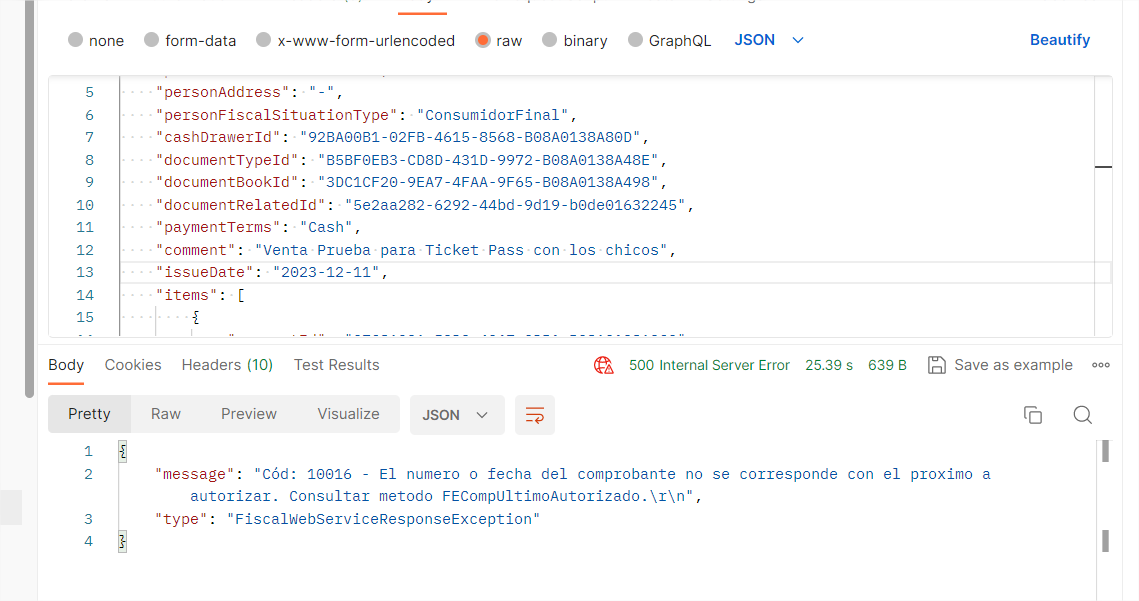 none form-data x-www-form-urlencoded raw binary GraphQL JSON Beautify
5 "personAddress": "-",
6 "personFiscalSituationType": "ConsumidorFinal",
7 "cashDrawerId": "92BA00B1-02FB-4615-8568-B08A0138A80D",
8 "documentTypeId": "B5BF0EB3-CD8D-431D-9972-B08A0138A48E",
9 "documentBookId": "3DC1CF20-9EA7-4FAA-9F65-B08A0138A498",
10 "documentRelatedId": "5e2aa282-6292-44bd-9d19-b0de01632245",
11 "paymentTerms": "Cash",
12 "comment": "Venta Prueba para Ticket Pass con los chicos",
13 "issueDate": "2023-12-11",
14 "items": [
15 {
Body Cookies Headers (10) Test Results 500 Internal Server Error 25.39 s 639 B Save as example
Pretty Raw Preview Visualize JSON
1 {
2 "message": "Cód: 10016 - El numero o fecha del comprobante no se corresponde con el proximo a
autorizar. Consultar metodo FECompUltimoAutorizado.\r\n",
3 "type": "FiscalWebServiceResponseException"
4 }